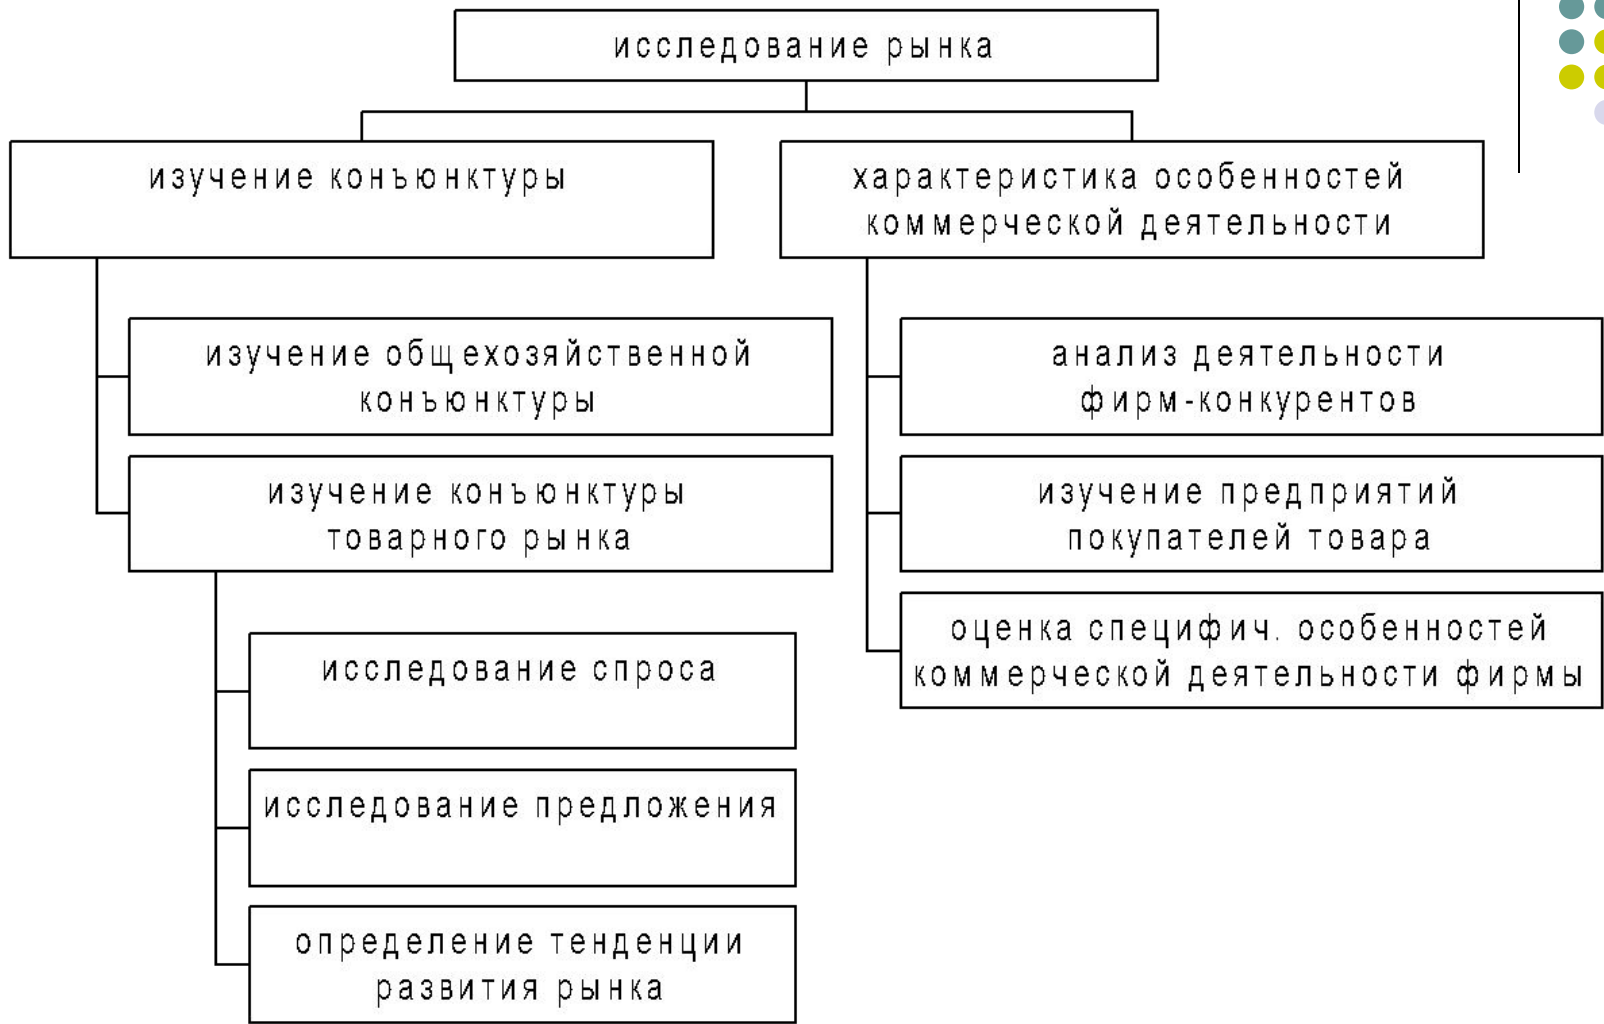 исследование рынка
изучение конъюнктуры
характеристика особенностей
коммерческой деятельности
изучение общехозяйственной
конъюнктуры
изучение конъюнктуры
товарного рынка
исследование спроса
исследование предложения
определение тенденции
развития рынка
анализ деятельности
фирм-конкурентов
изучение предприятий
покупателей товара
оценка специфич. особенностей
коммерческой деятельности фирмы